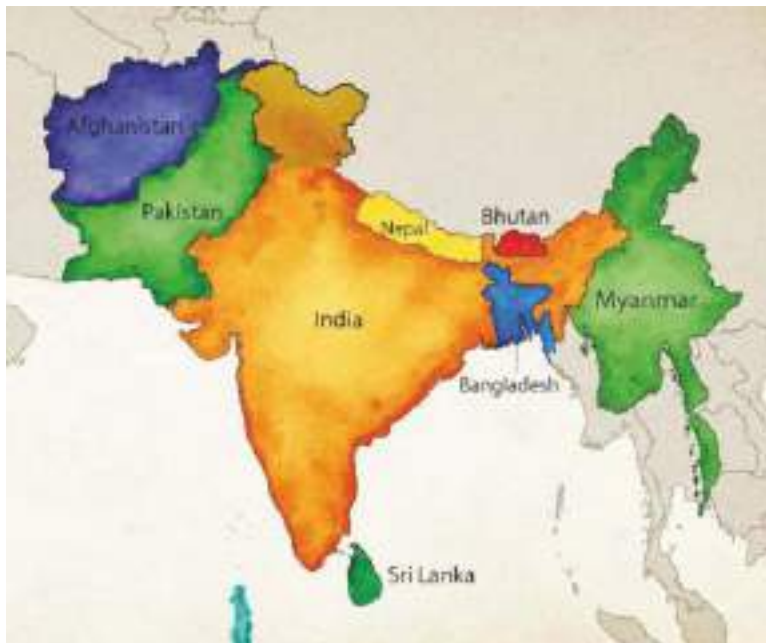 Afghanistan
Pakistan
Nepal
Bhutan
India
Myanmar
Bangladesh
Sri Lanka